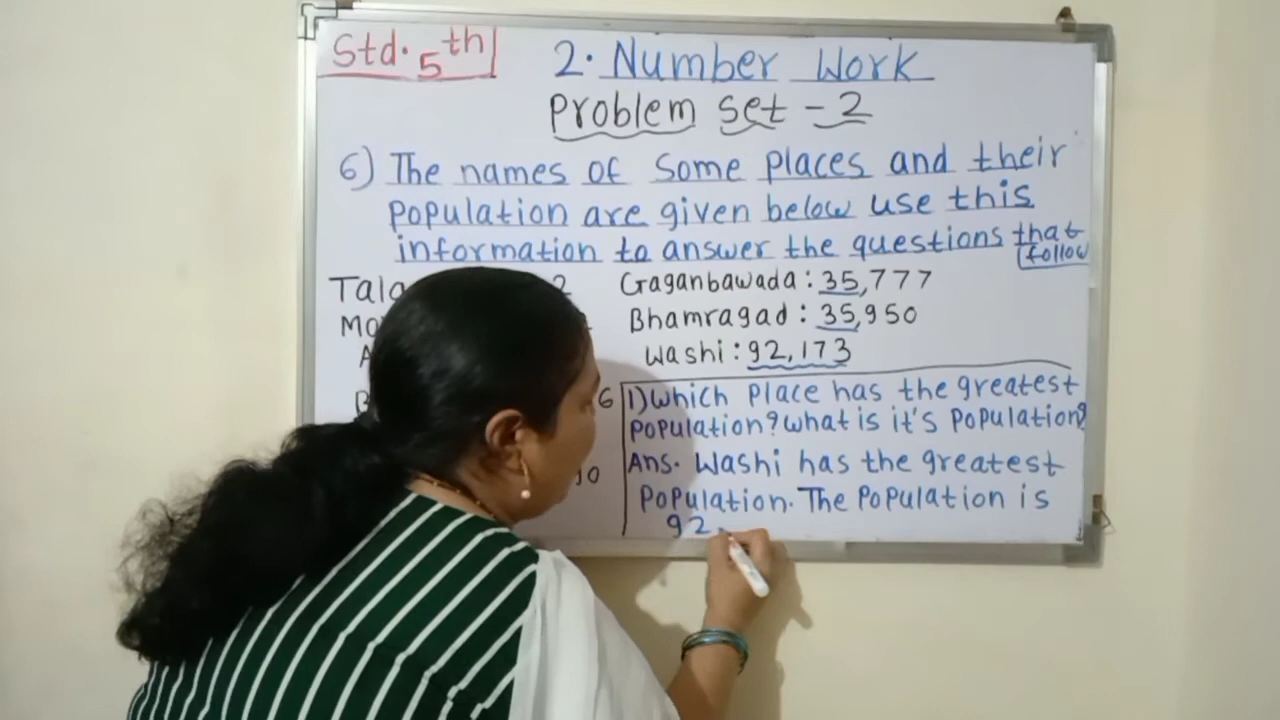 Std. 5th
2. Number Work
Problem set - 2
6) The names of some places and their
population are given below use this
information to answer the questions that
follow
Gaganbawada : 35,777
Bhamragad : 35,950
Washi : 92,173
1) Which place has the greatest
population? What is it's population?
Ans. Washi has the greatest
population. The population is
92